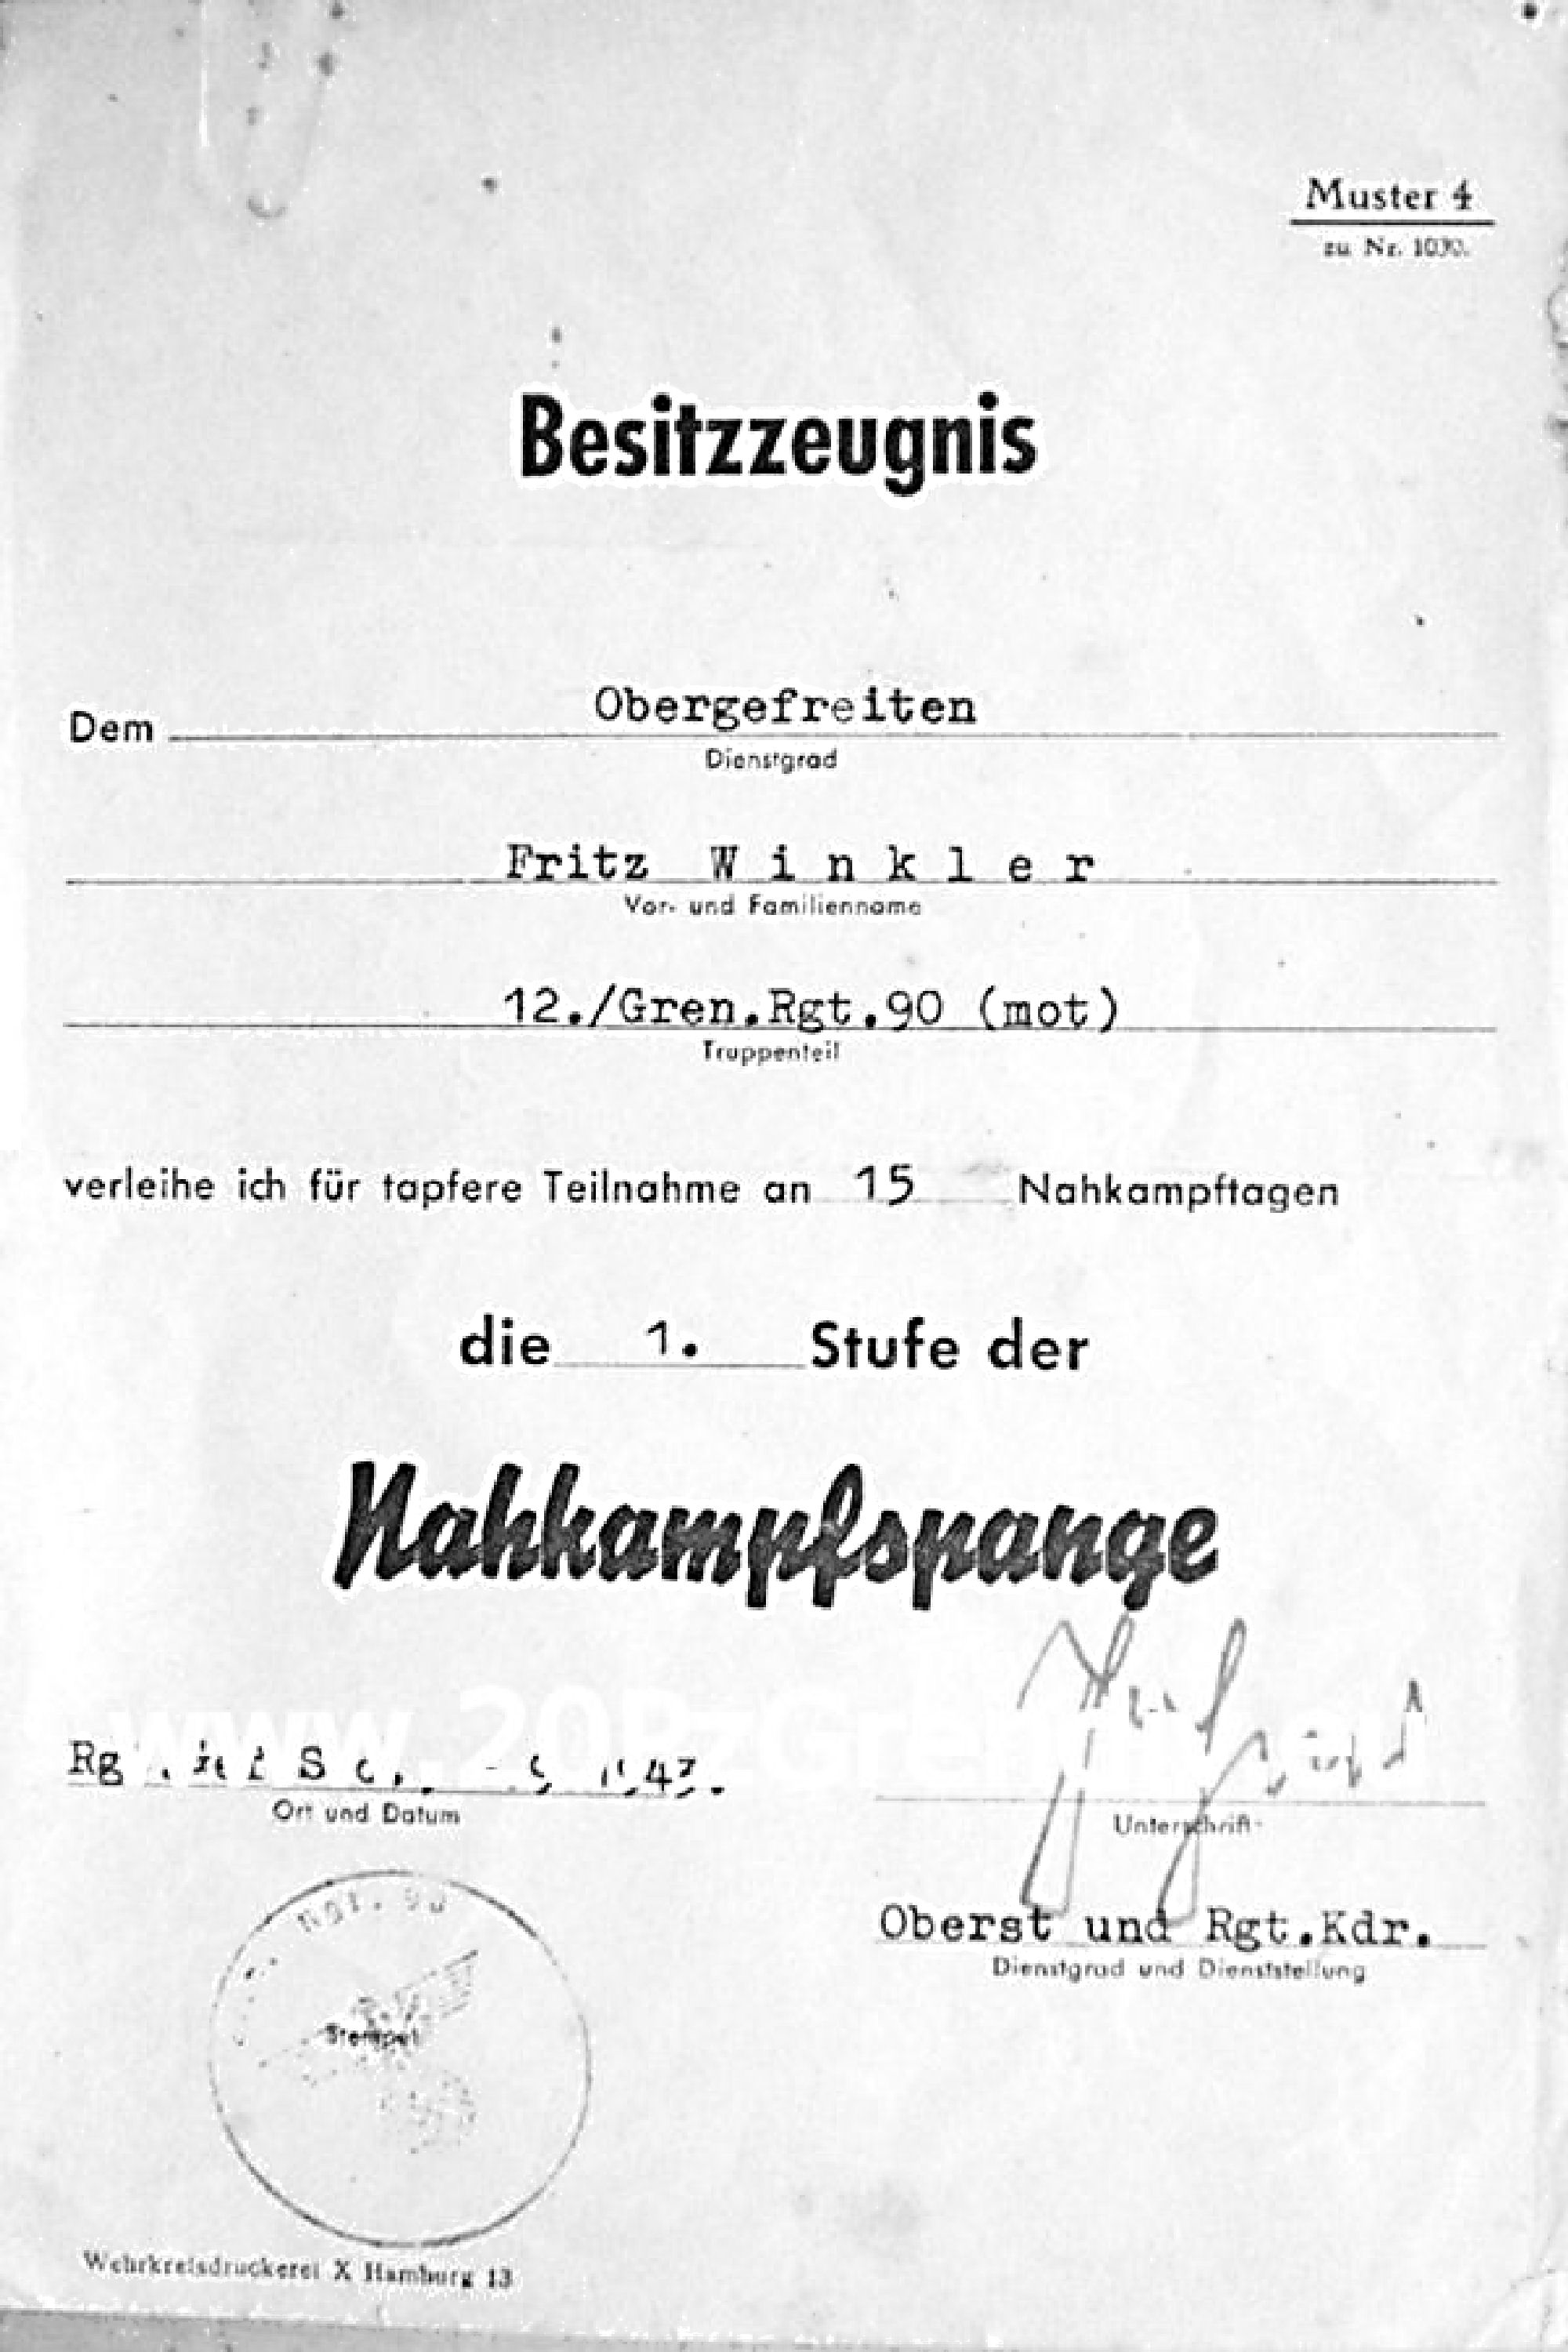 Muster 4
zu Nr. 1030.
Besitzzeugnis
Dem Obergefreiten
Dienstgrad
Fritz W i n k l e r
Vor- und Familienname
12./Gren.Rgt.90 (mot)
Truppenteil
verleihe ich für tapfere Teilnahme an 15 Nahkampftagen
die 1. Stufe der
Nahkampfspange
Ort und Datum
Unterschrift
Rgt. 90
Stempel
Oberst und Rgt.Kdr.
Dienstgrad und Dienststellung
Wehrkreisdruckerei X Hamburg 13